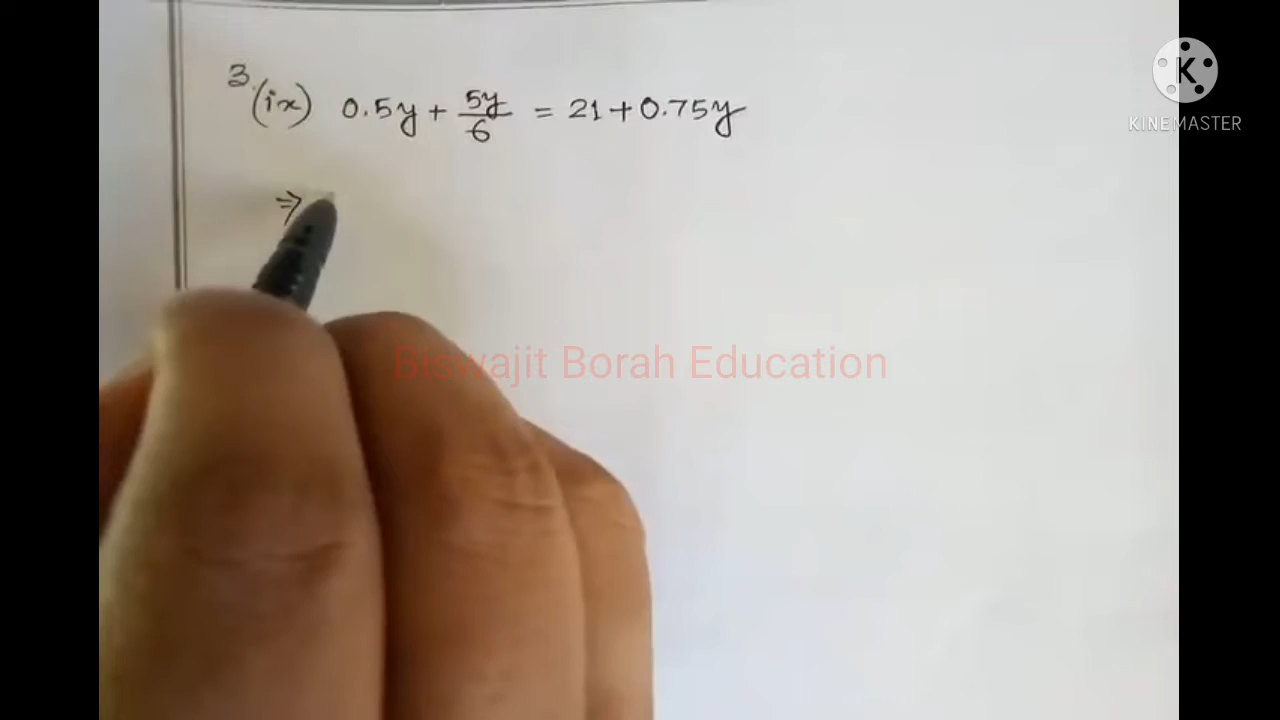 3.(ix) 0.5y + 5y/6 = 21 + 0.75y
⇒
KINEMASTER
Biswajit Borah Education